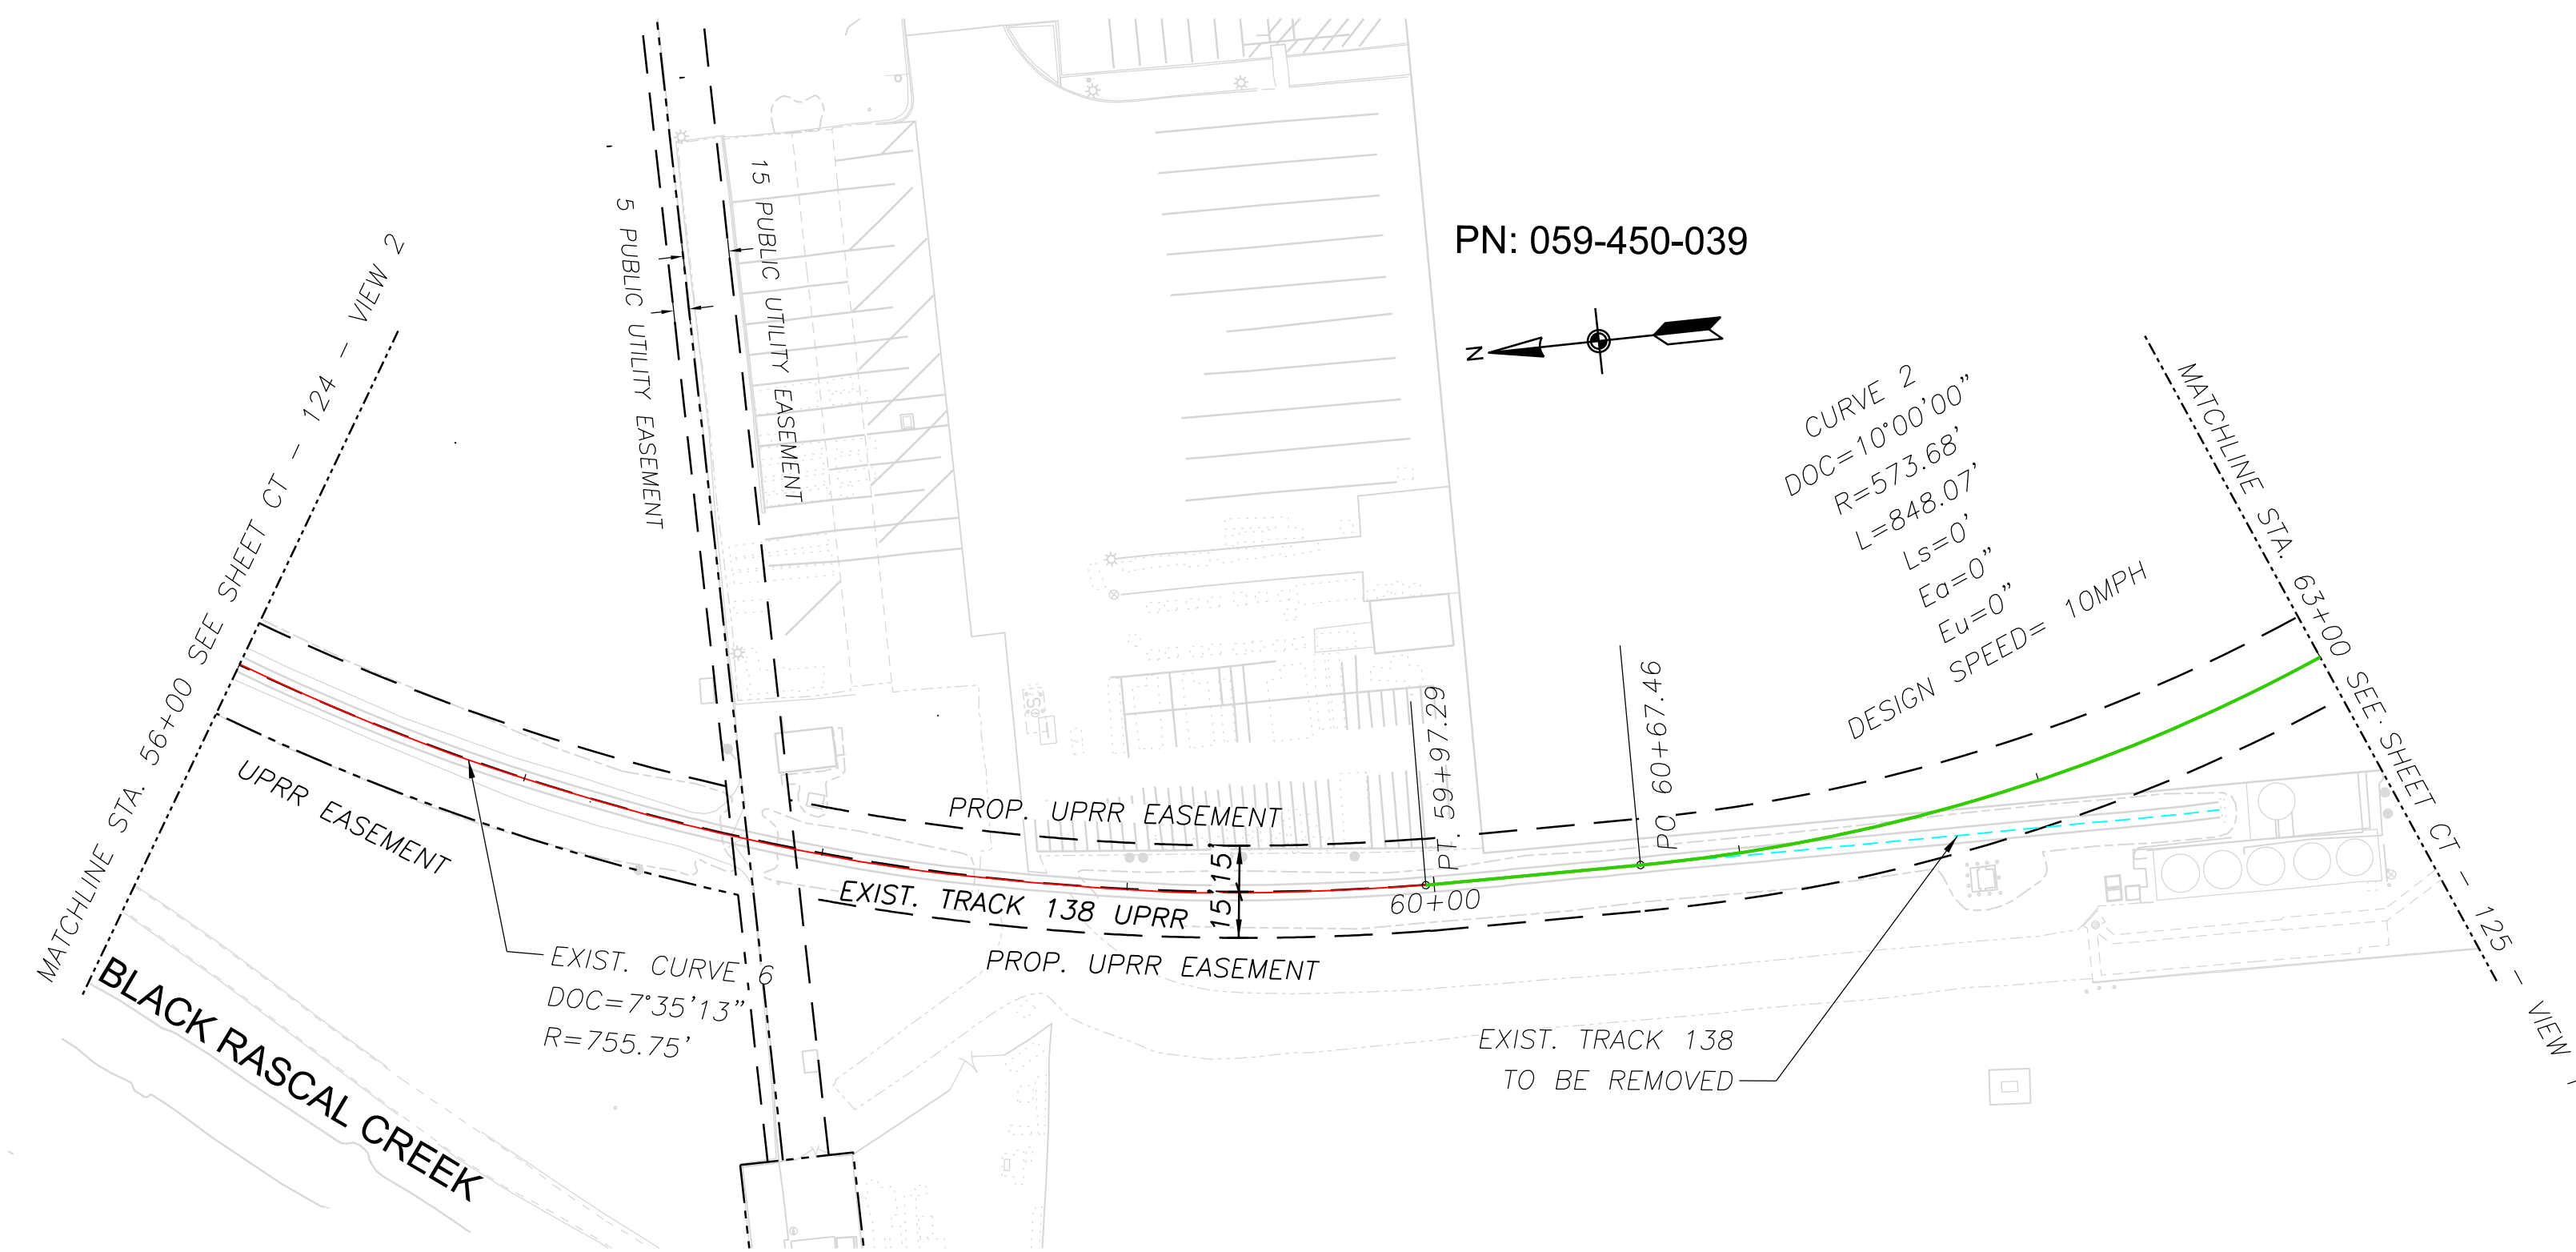 MATCHLINE STA. 56+00 SEE SHEET CT - 124 - VIEW 2
5 PUBLIC UTILITY EASEMENT
15 PUBLIC UTILITY EASEMENT
PN: 059-450-039
N
CURVE 2
DOC=10°00'00"
R=573.68'
L=848.07'
Ls=0'
Ea=0"
Eu=0"
DESIGN SPEED= 10MPH
MATCHLINE STA. 63+00 SEE SHEET CT - 125 - VIEW
UPRR EASEMENT
PROP. UPRR EASEMENT
15'
15'
EXIST. TRACK 138 UPRR
PROP. UPRR EASEMENT
PT. 59+97.29
60+00
PO 60+67.46
EXIST. CURVE 6
DOC=7°35'13"
R=755.75'
EXIST. TRACK 138
TO BE REMOVED
BLACK RASCAL CREEK